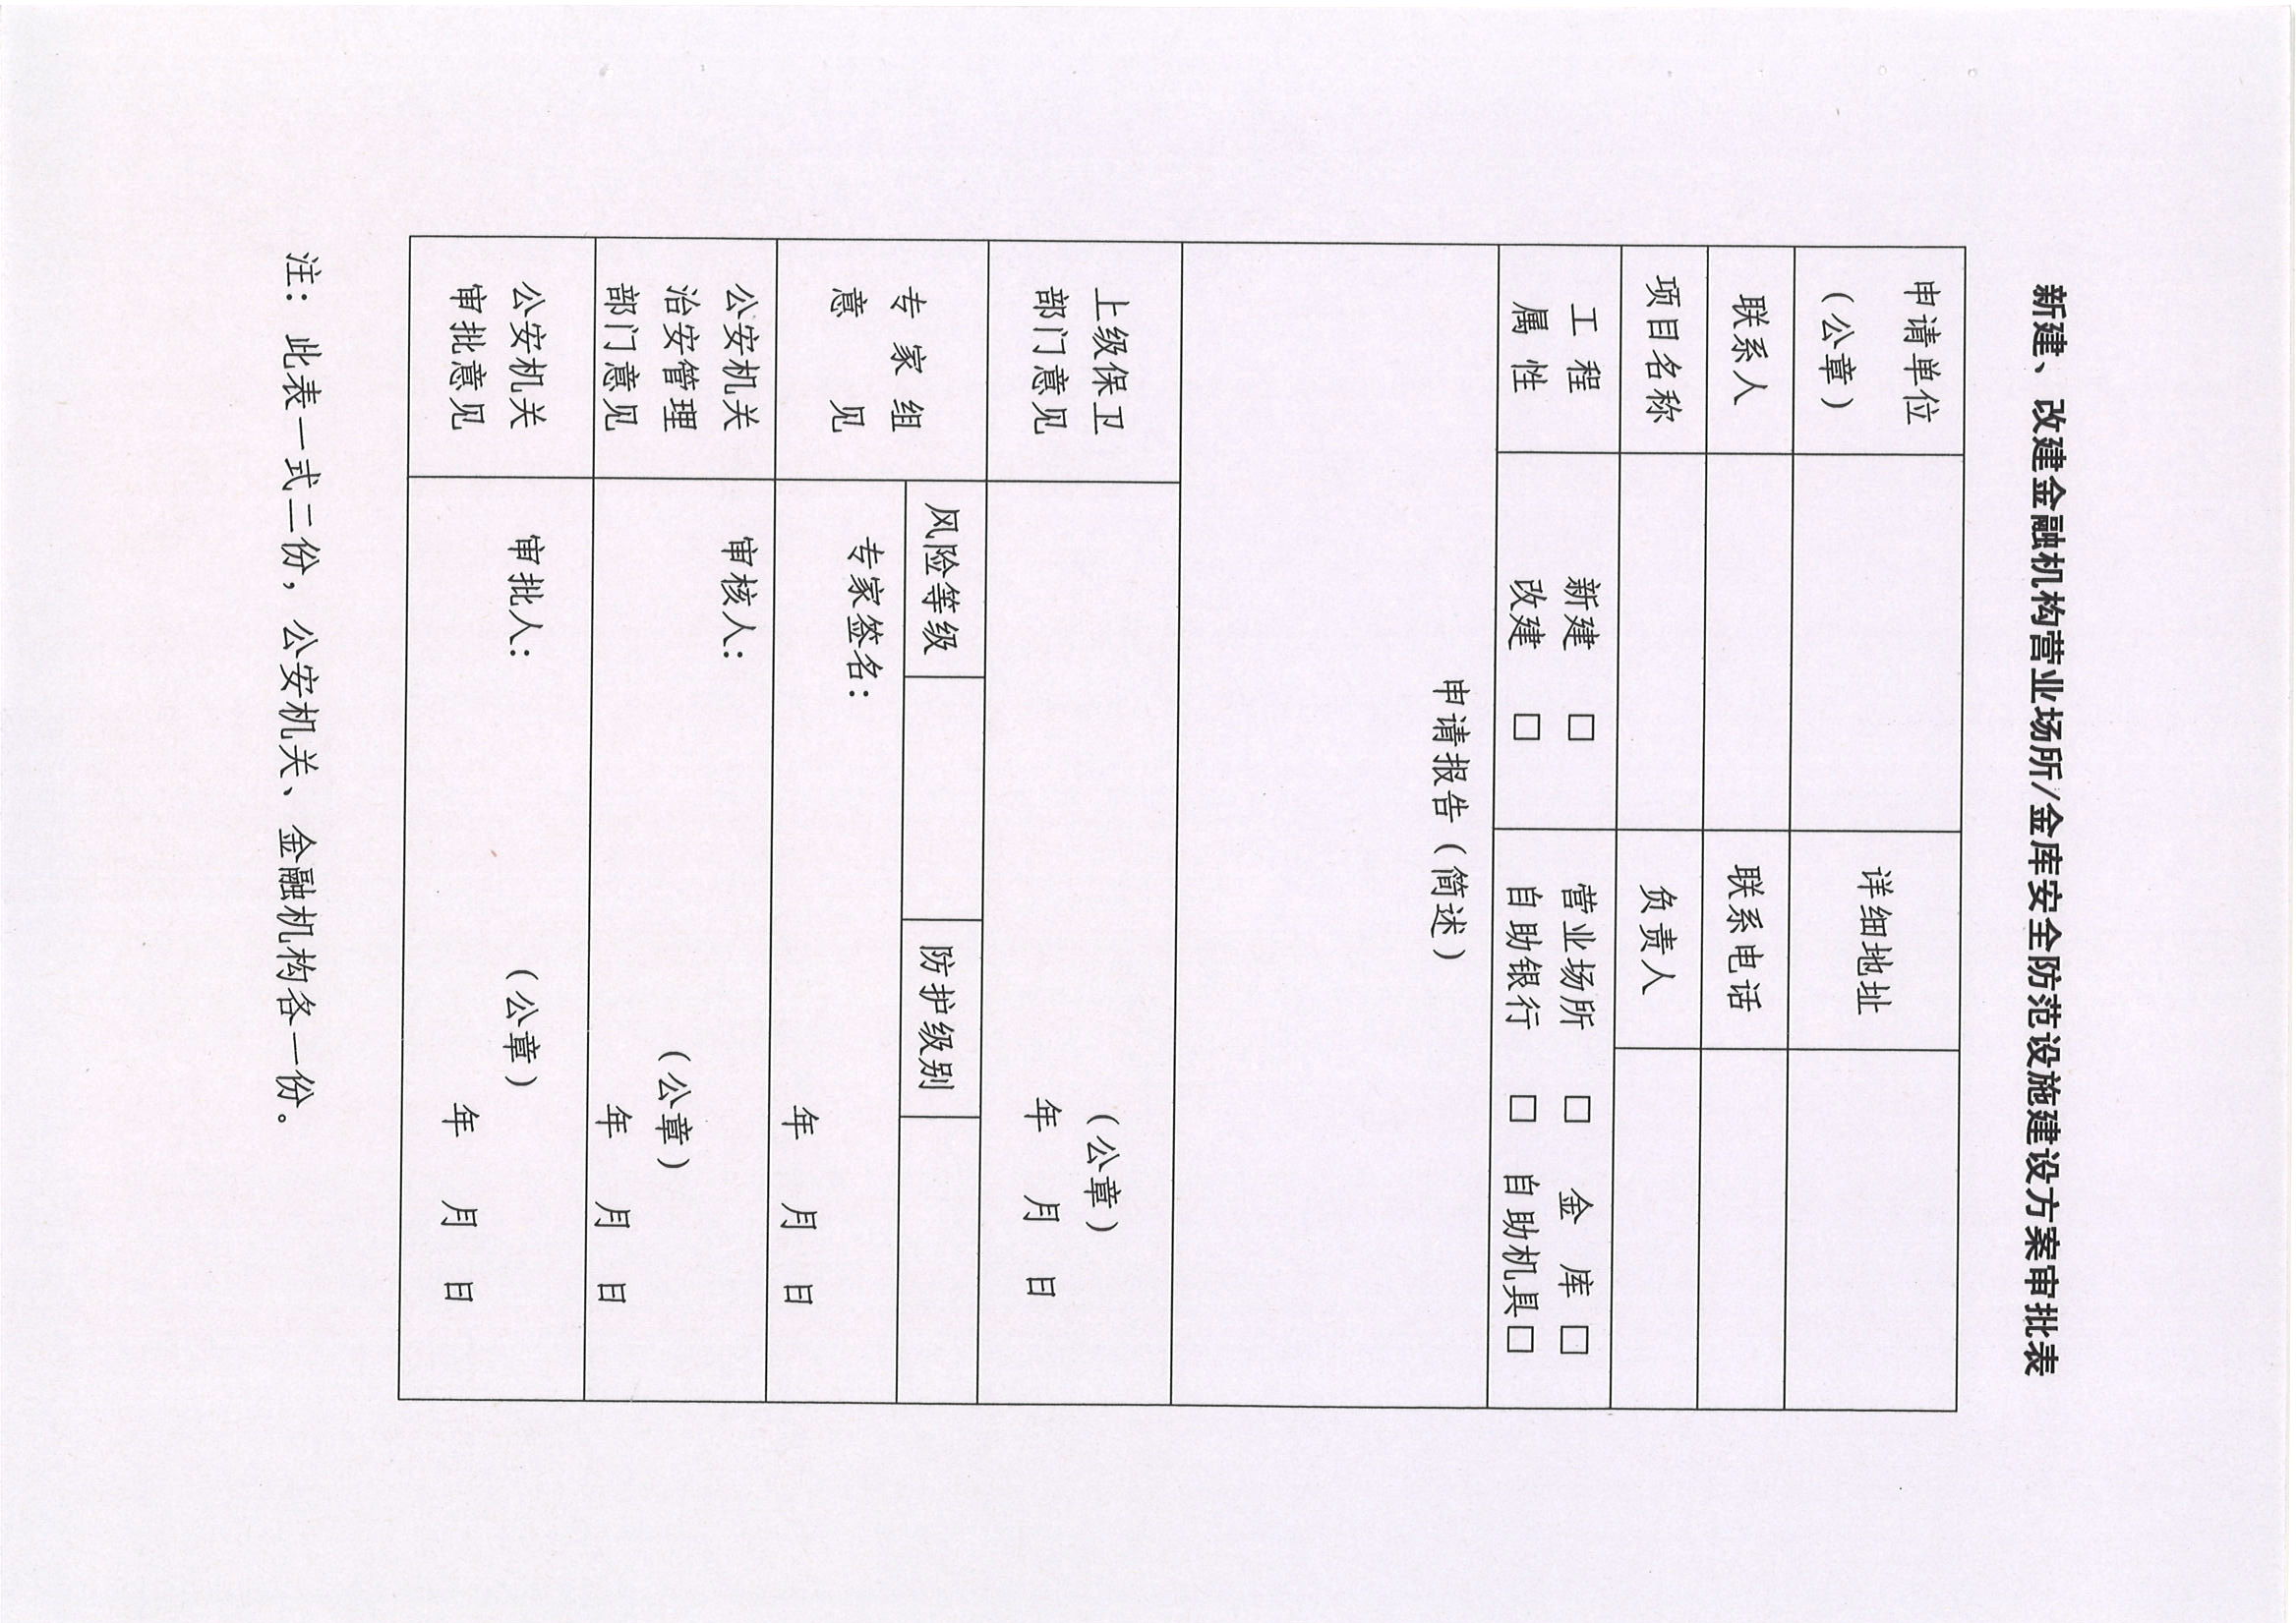 新建、改建金融机构营业场所/金库安全防范设施建设方案审批表
申请单位
（公章）
详细地址
联系人
联系电话
项目名称
负责人
工 程
属 性
新建 □
改建 □
营业场所 □ 金 库 □
自助银行 □ 自助机具□
申请报告（简述）
上级保卫
部门意见
（公章）
年 月 日
专 家 组
意 见
风险等级
防护级别
专家签名：
年 月 日
公安机关
治安管理
部门意见
审核人：
（公章）
年 月 日
公安机关
审批意见
审批人： （公章）
年 月 日
注：此表一式二份，公安机关、金融机构各一份。